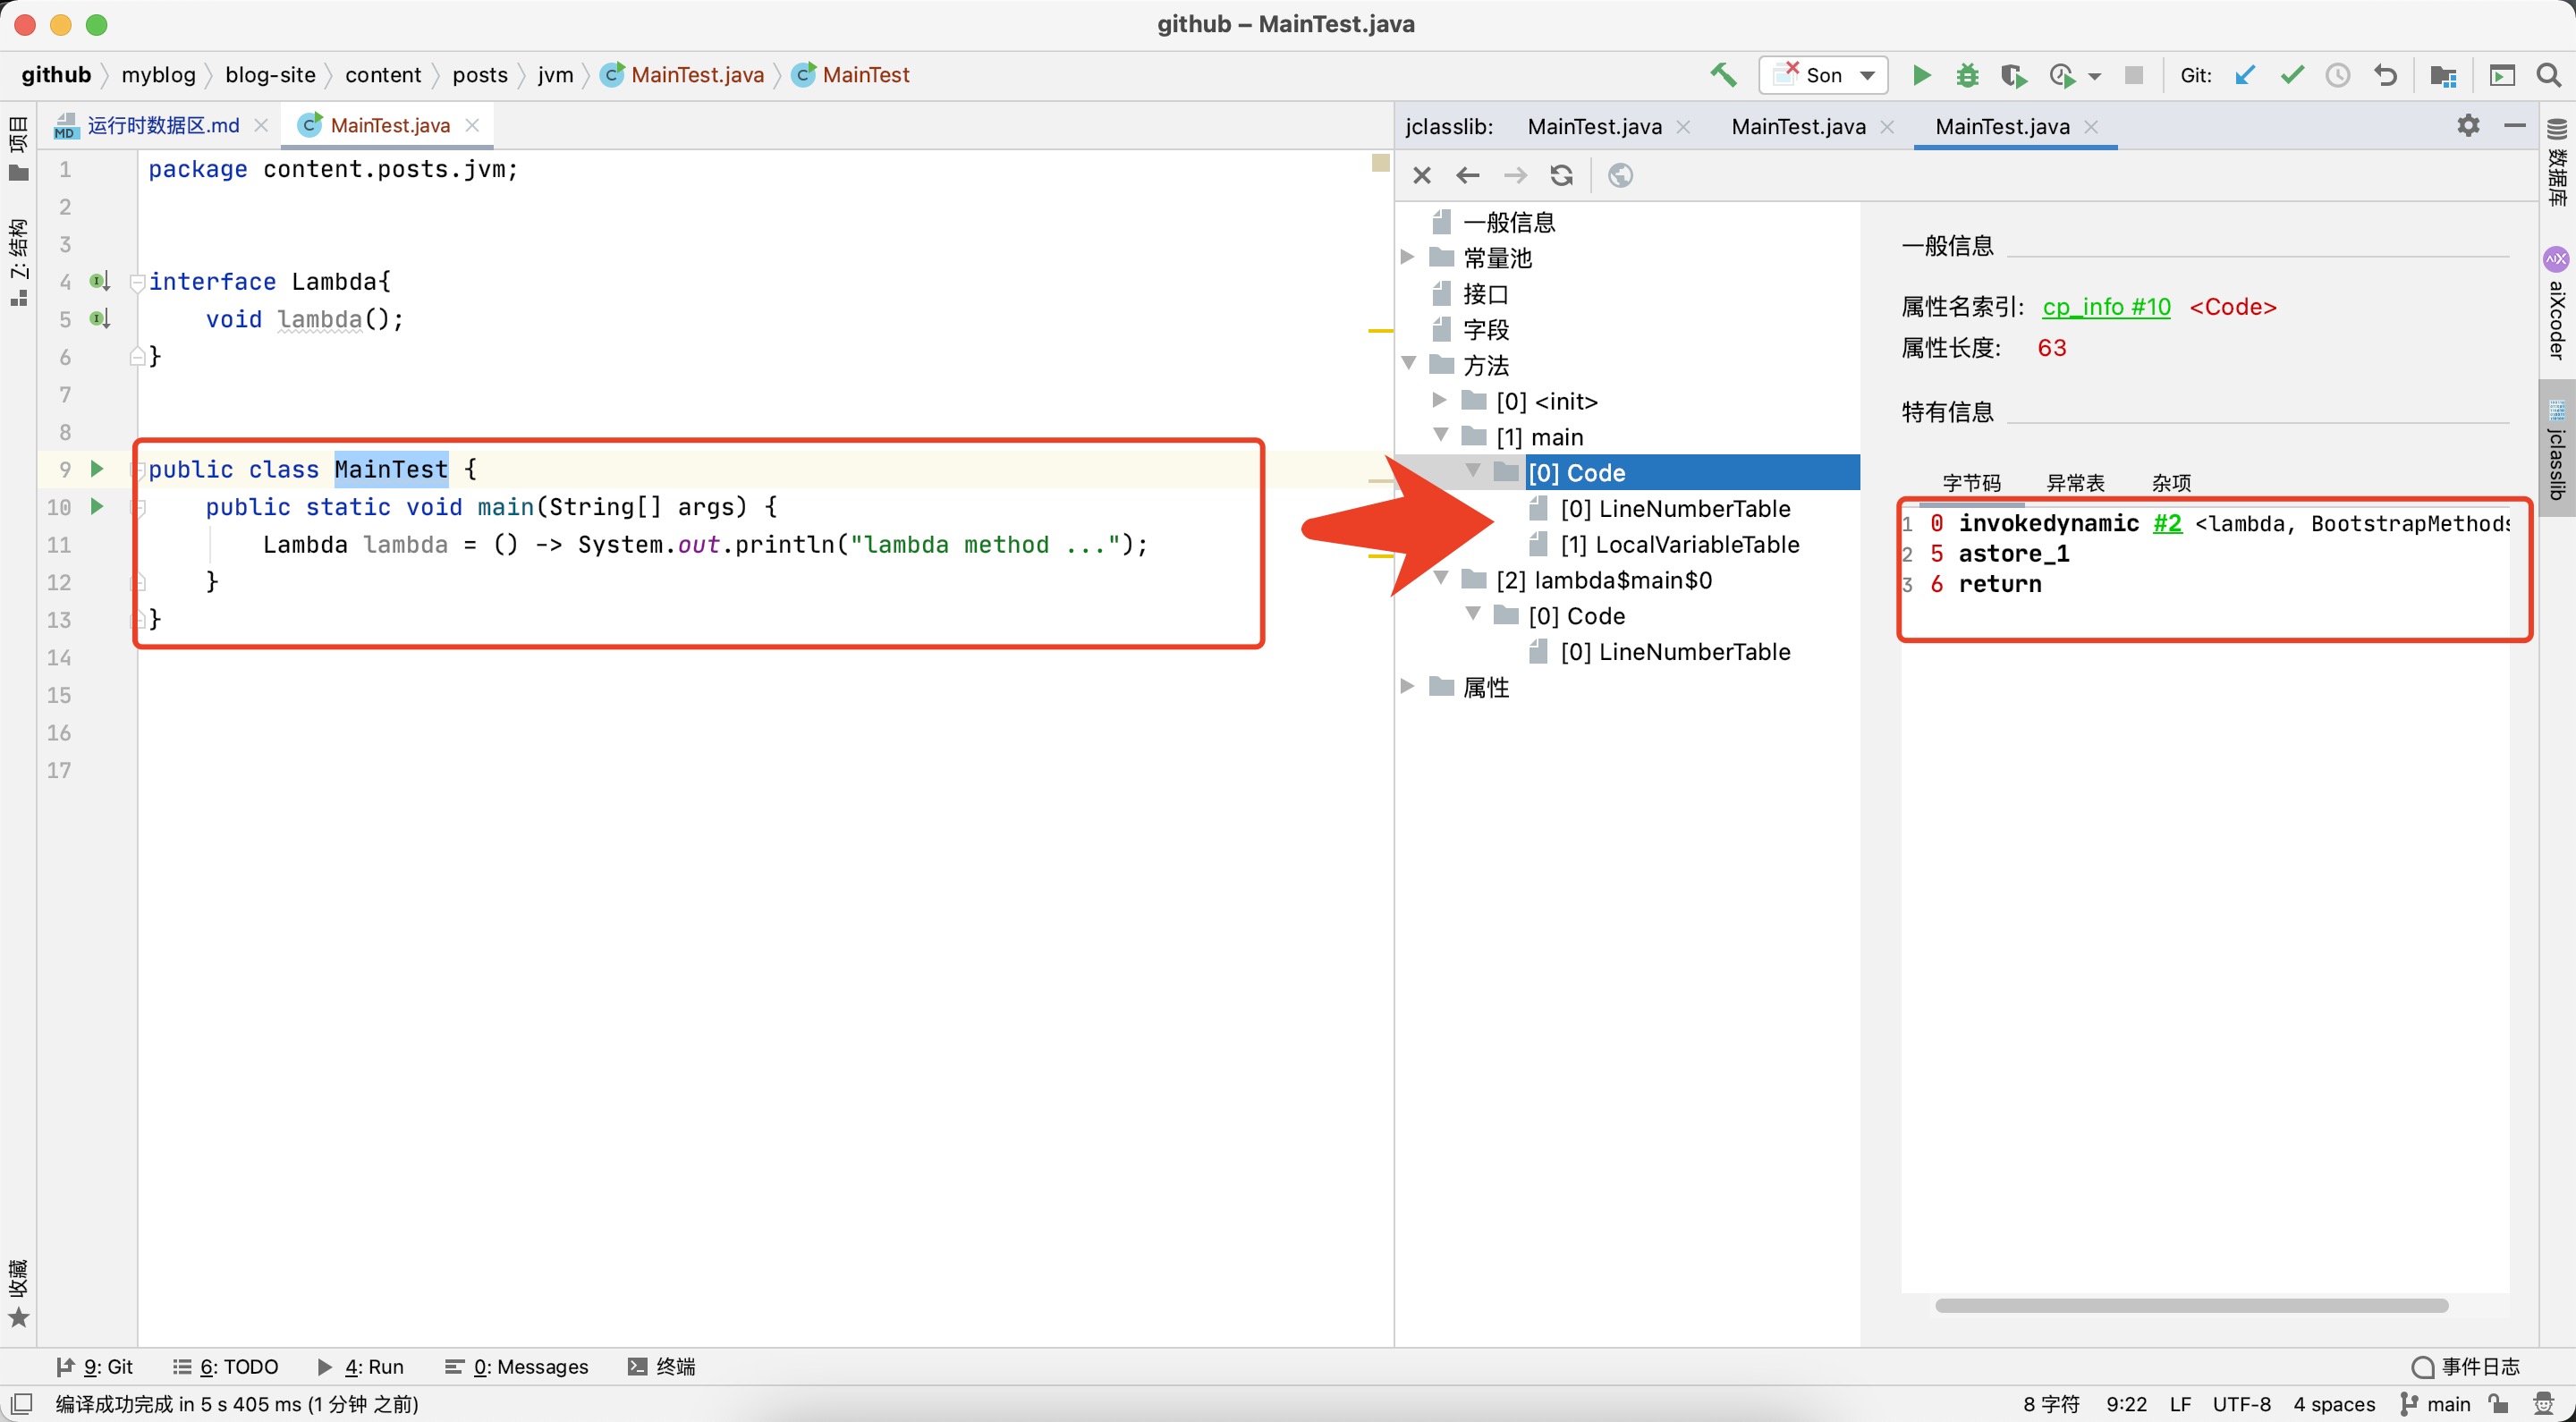 github – MainTest.java
github myblog blog-site content posts jvm MainTest.java MainTest
Son
Git:
运行时数据区.md
MainTest.java
jclasslib: MainTest.java MainTest.java MainTest.java
项目
Z: 结构
收藏
1 package content.posts.jvm;
2
3
4 interface Lambda{
5 void lambda();
6 }
7
8
9 public class MainTest {
10 public static void main(String[] args) {
11 Lambda lambda = () -> System.out.println("lambda method ...");
12 }
13 }
14
15
16
17
一般信息
常量池
接口
字段
方法
[0] <init>
[1] main
[0] Code
[0] LineNumberTable
[1] LocalVariableTable
[2] lambda$main$0
[0] Code
[0] LineNumberTable
属性
一般信息
属性名索引: cp_info #10 <Code>
属性长度: 63
特有信息
字节码 异常表 杂项
1 0 invokedynamic #2 <lambda, BootstrapMethods
2 5 astore_1
3 6 return
数据库
aiXcoder
jclasslib
9: Git 6: TODO 4: Run 0: Messages 终端
事件日志
编译成功完成 in 5 s 405 ms (1 分钟 之前)
8 字符 9:22 LF UTF-8 4 spaces main